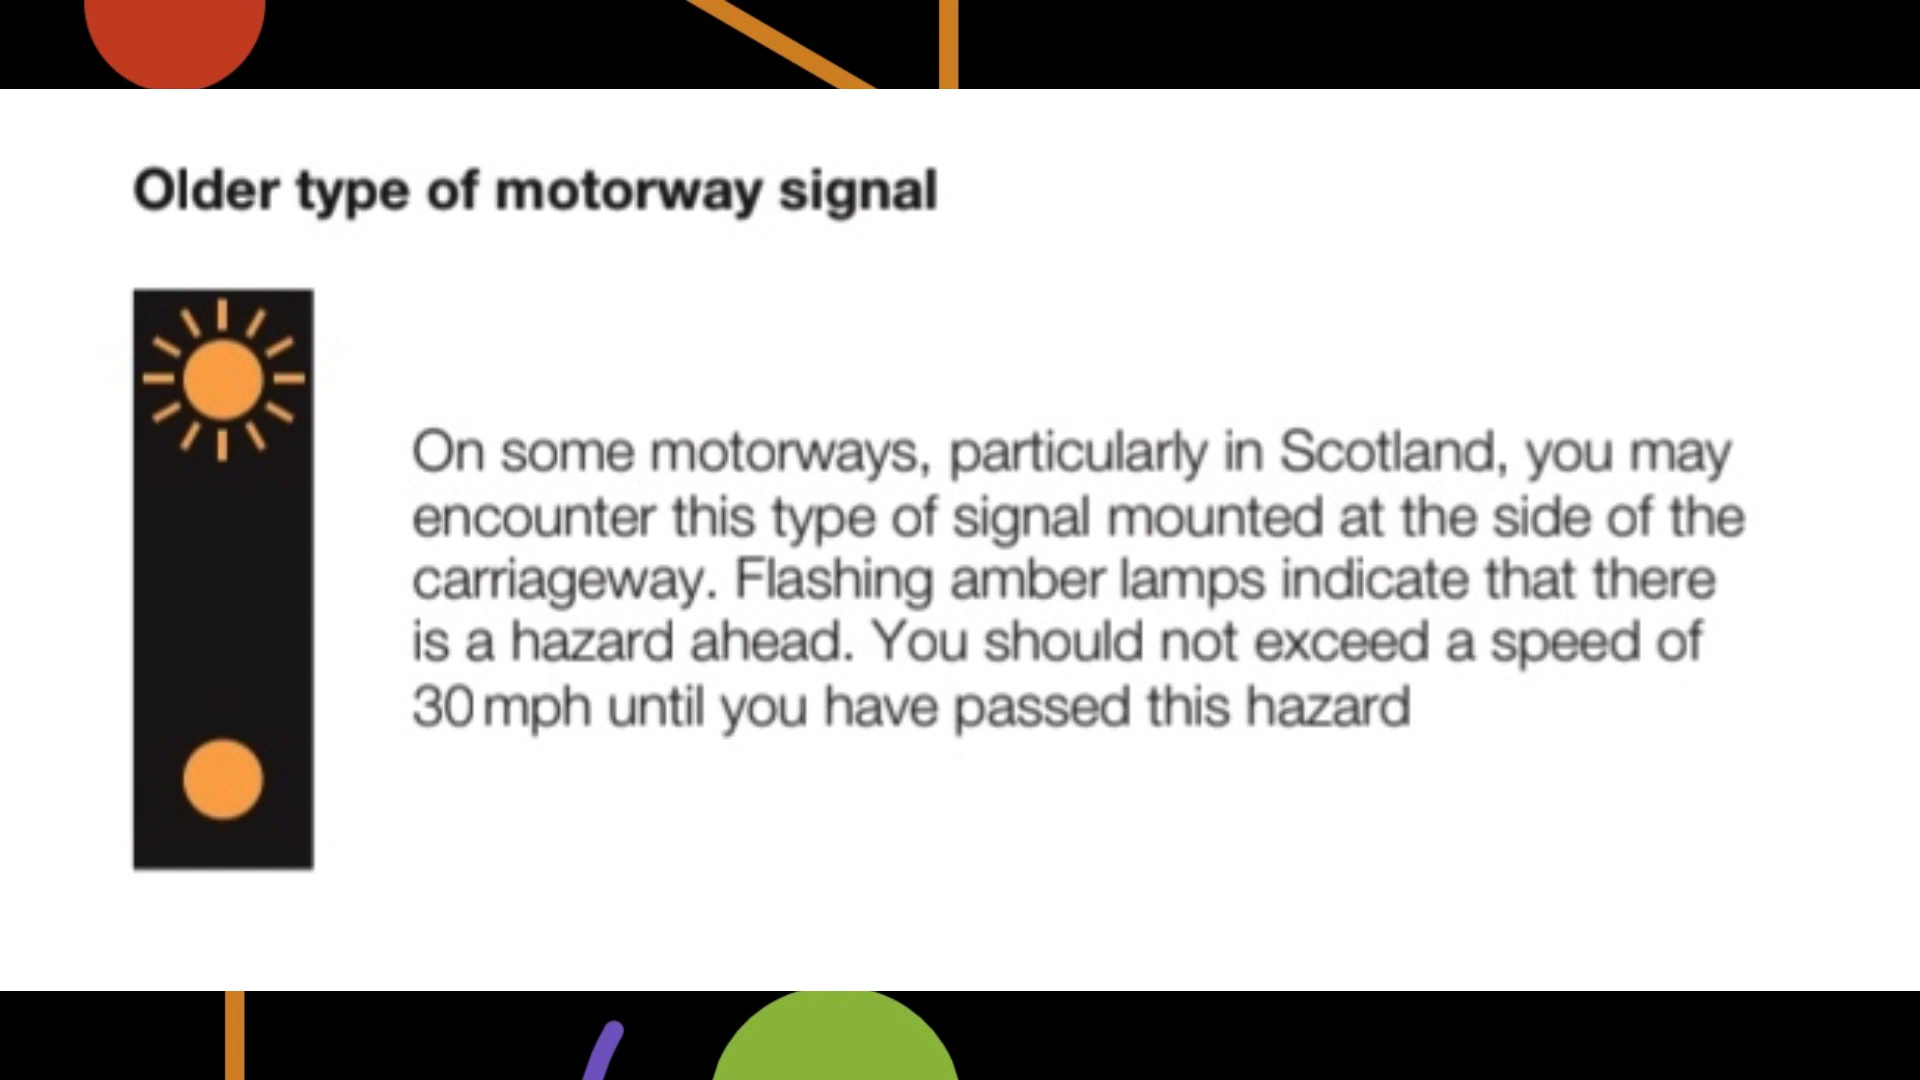 Older type of motorway signal
On some motorways, particularly in Scotland, you may
encounter this type of signal mounted at the side of the
carriageway. Flashing amber lamps indicate that there
is a hazard ahead. You should not exceed a speed of
30 mph until you have passed this hazard